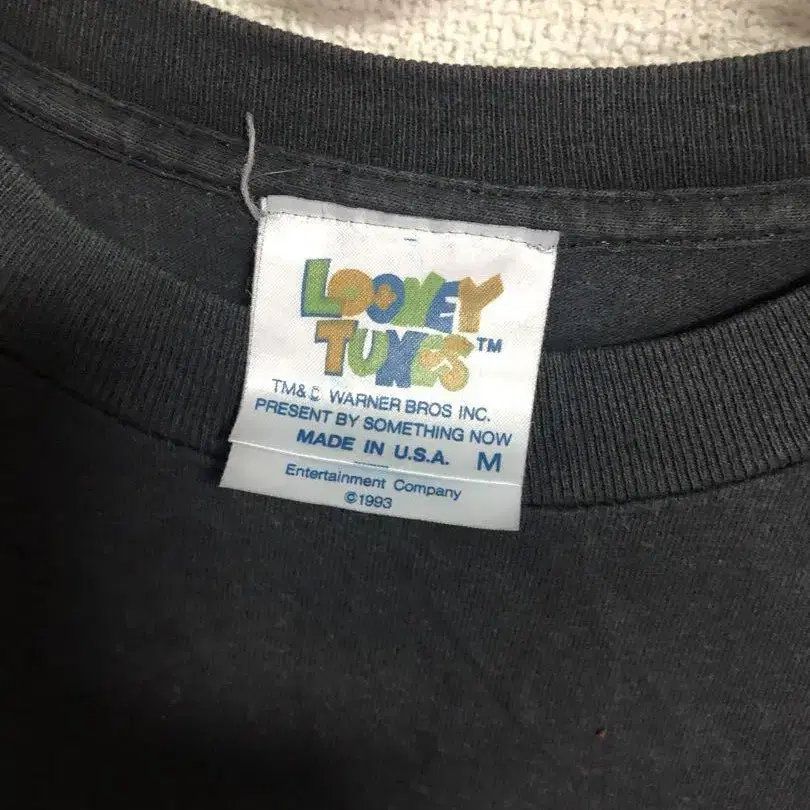 LOONEY
TUNES™
TM& © WARNER BROS INC.
PRESENT BY SOMETHING NOW
MADE IN U.S.A. M
Entertainment Company
©1993